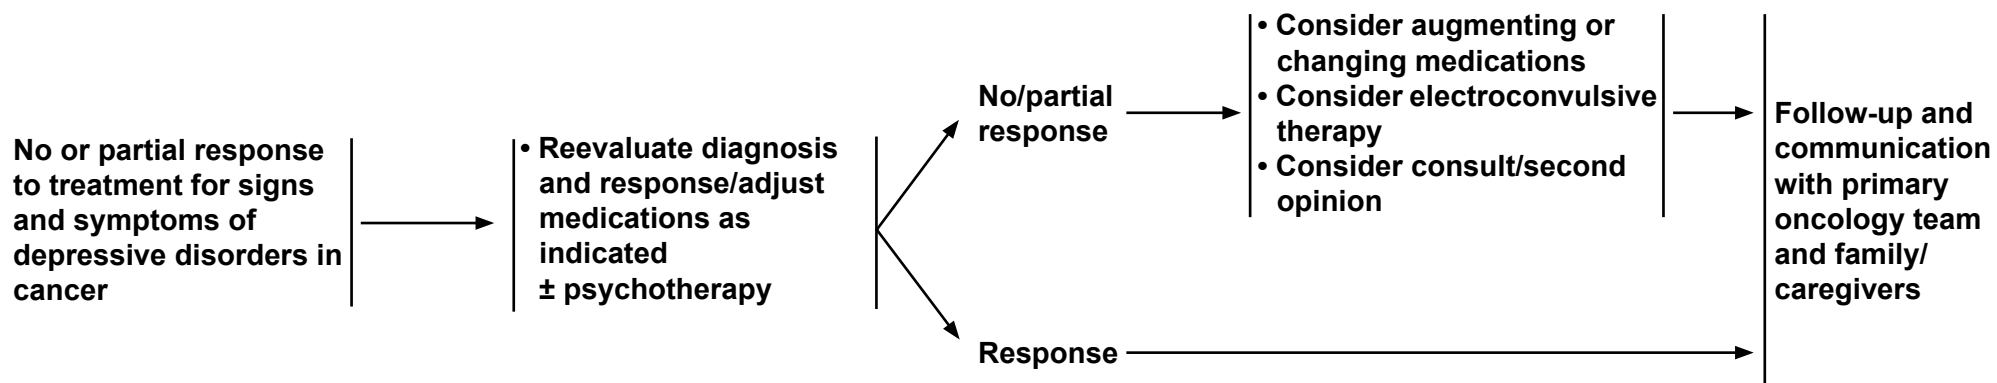 No or partial response
to treatment for signs
and symptoms of
depressive disorders in
cancer
• Reevaluate diagnosis
and response/adjust
medications as
indicated
± psychotherapy
No/partial
response
• Consider augmenting or
changing medications
• Consider electroconvulsive
therapy
• Consider consult/second
opinion
Response
Follow-up and
communication
with primary
oncology team
and family/
caregivers